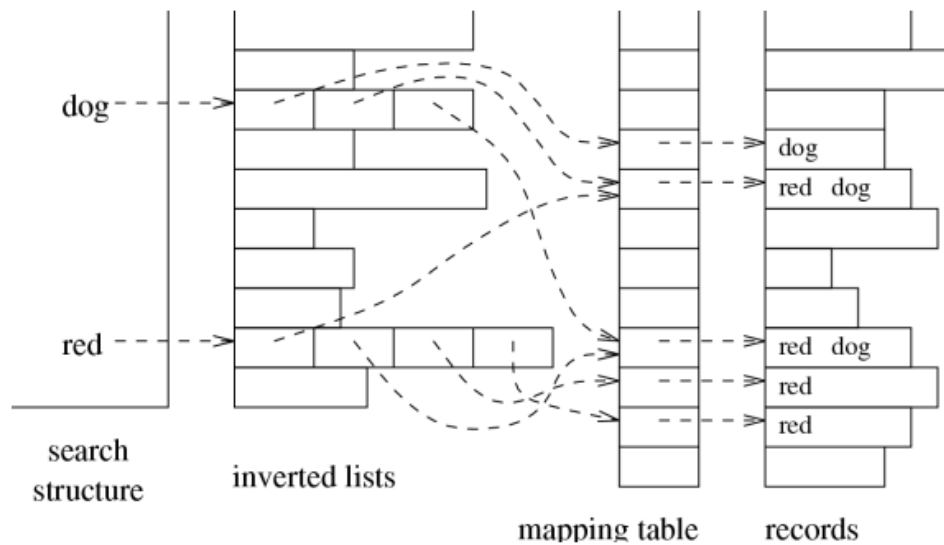 dog
dog
red dog
red
red dog
red
red
search
structure
inverted lists
mapping table
records